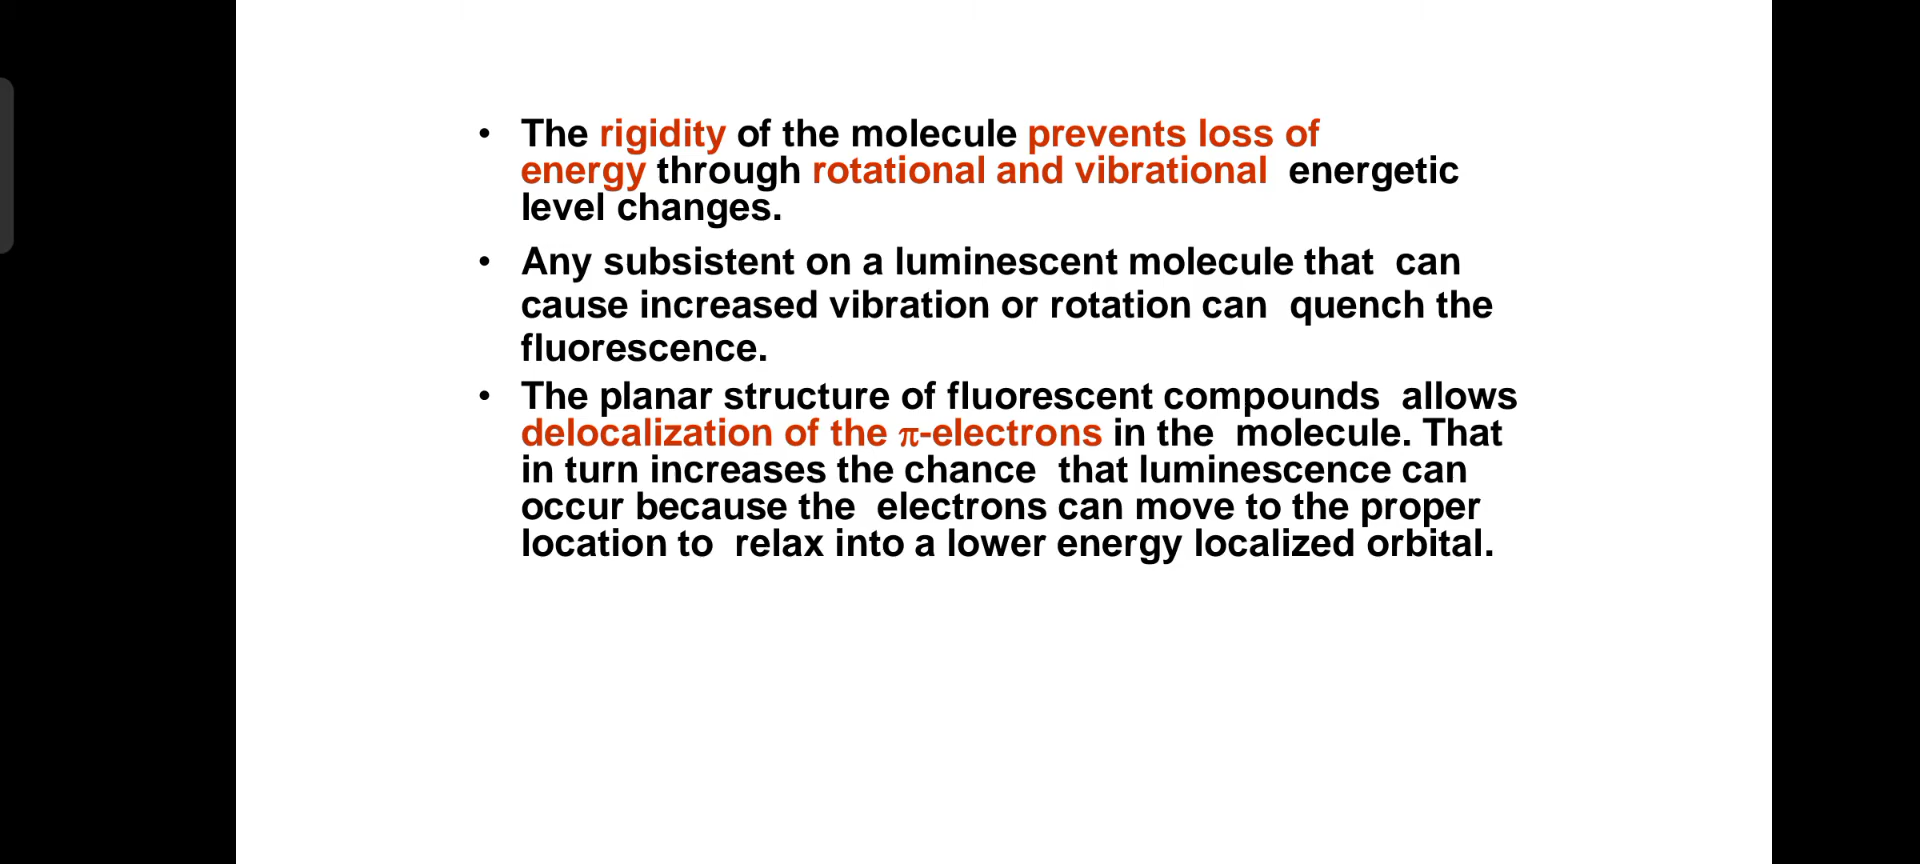 • The rigidity of the molecule prevents loss of
energy through rotational and vibrational energetic
level changes.
• Any subsistent on a luminescent molecule that can
cause increased vibration or rotation can quench the
fluorescence.
• The planar structure of fluorescent compounds allows
delocalization of the π-electrons in the molecule. That
in turn increases the chance that luminescence can
occur because the electrons can move to the proper
location to relax into a lower energy localized orbital.